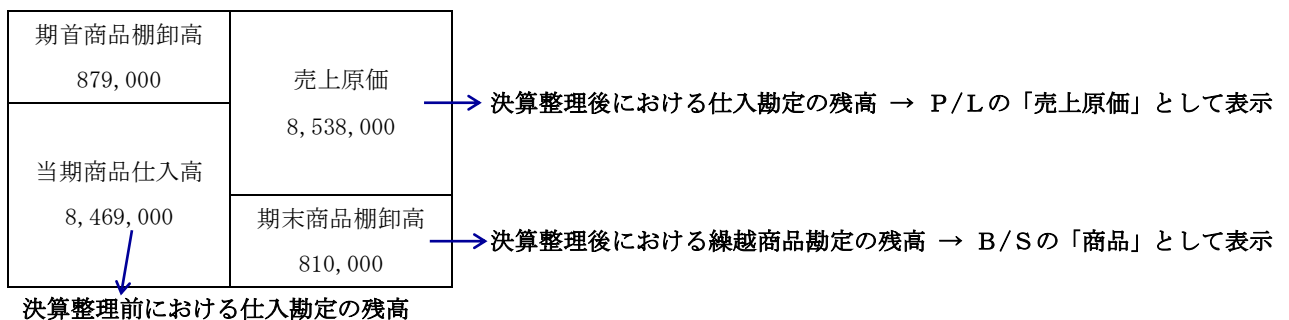 期首商品棚卸高
879,000
売上原価
8,538,000
決算整理後における仕入勘定の残高 → P/Lの「売上原価」として表示
当期商品仕入高
8,469,000
期末商品棚卸高
810,000
決算整理後における繰越商品勘定の残高 → B/Sの「商品」として表示
決算整理前における仕入勘定の残高